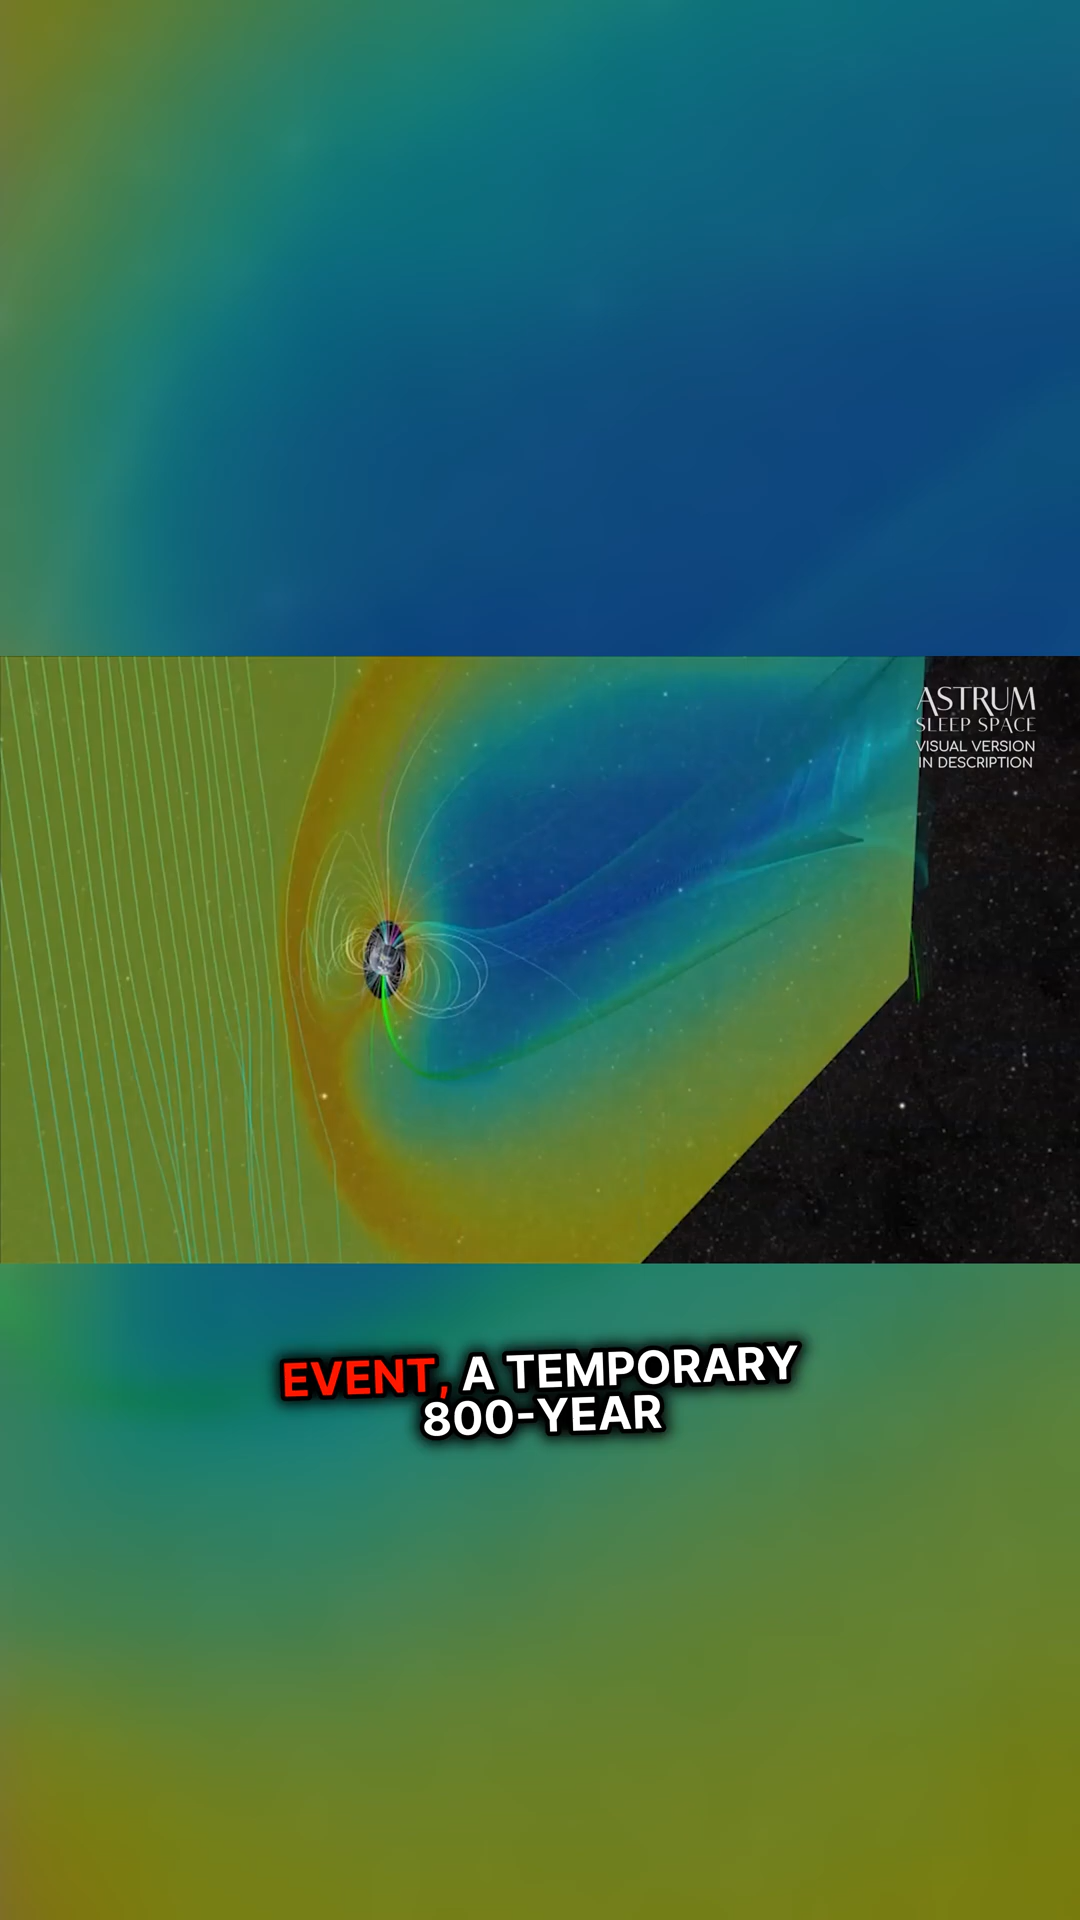 ASTRUM
SLEEP SPACE
VISUAL VERSION
IN DESCRIPTION
EVENT, A TEMPORARY
800-YEAR